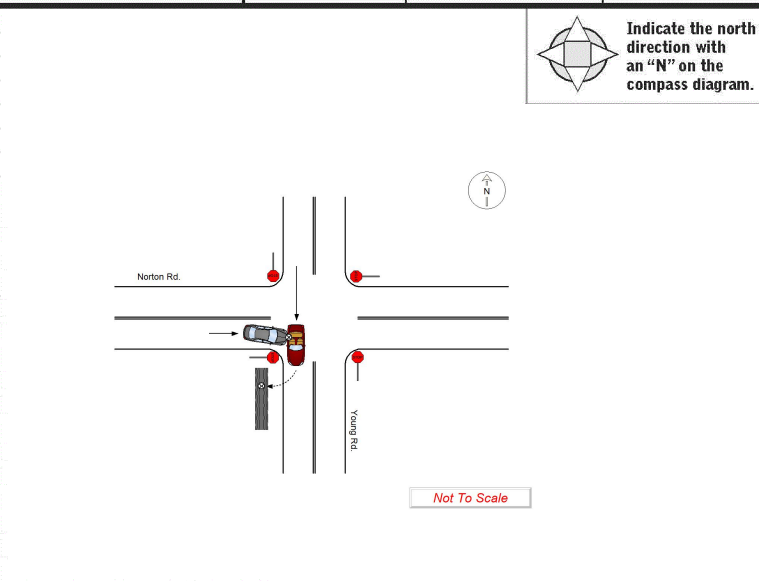 Indicate the north
direction with
an “N” on the
compass diagram.
N
Norton Rd.
Young Rd.
Not To Scale